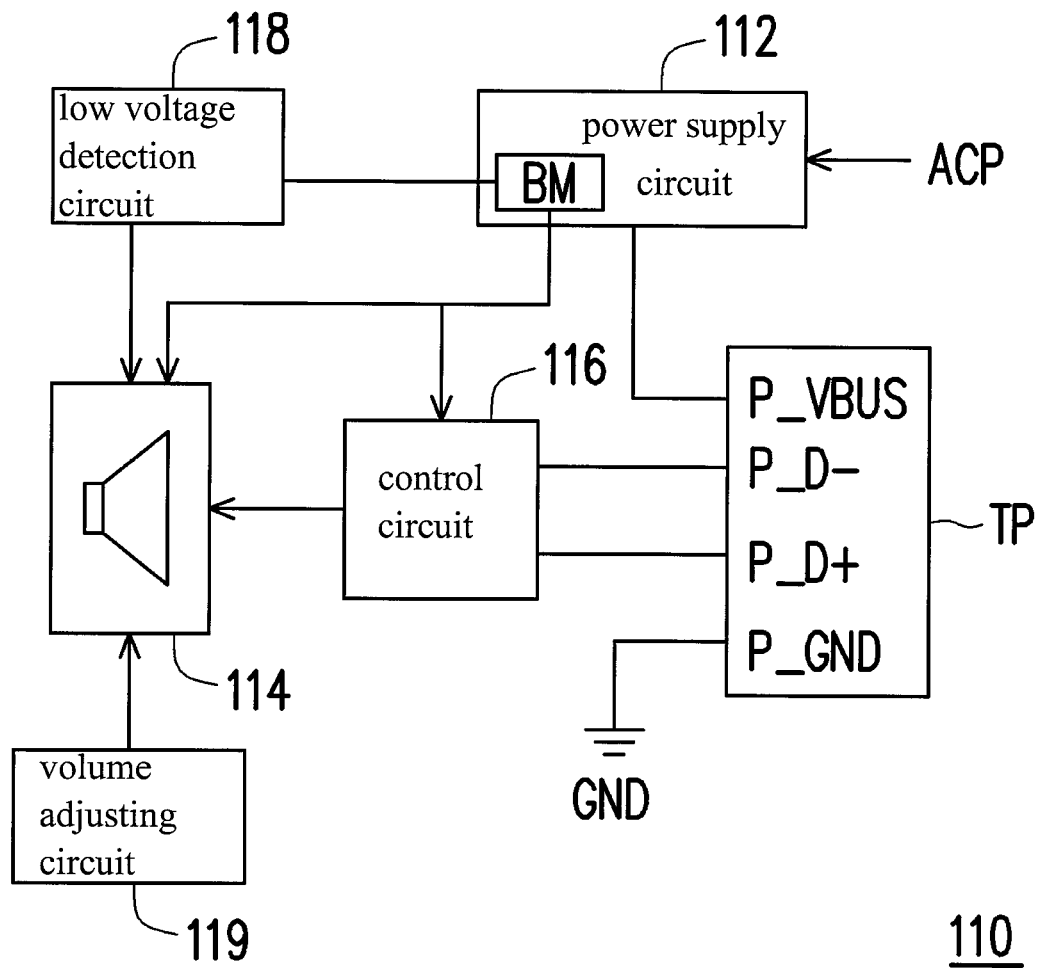 118
low voltage
detection
circuit
112
power supply
circuit
BM
ACP
116
control
circuit
P_VBUS
P_D-
P_D+
P_GND
TP
114
GND
volume
adjusting
circuit
119
110